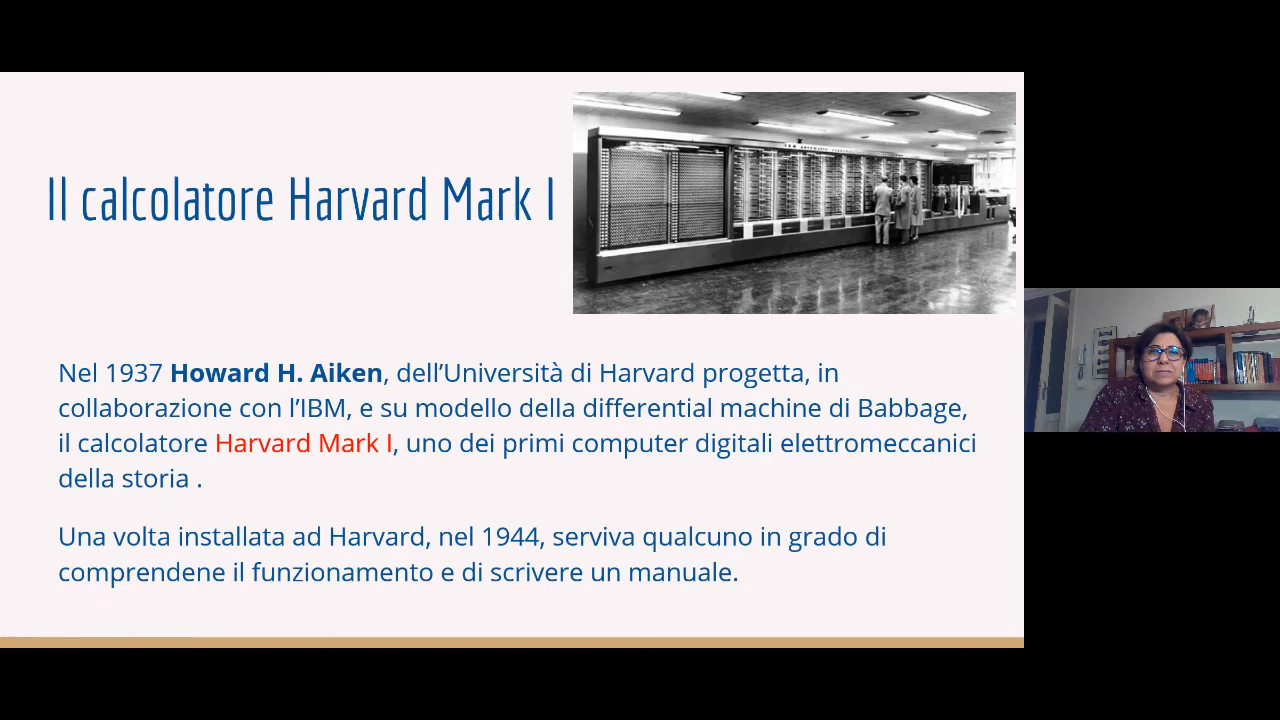 Il calcolatore Harvard Mark I
Nel 1937 Howard H. Aiken, dell’Università di Harvard progetta, in
collaborazione con l’IBM, e su modello della differential machine di Babbage,
il calcolatore Harvard Mark I, uno dei primi computer digitali elettromeccanici
della storia .
Una volta installata ad Harvard, nel 1944, serviva qualcuno in grado di
comprendene il funzionamento e di scrivere un manuale.